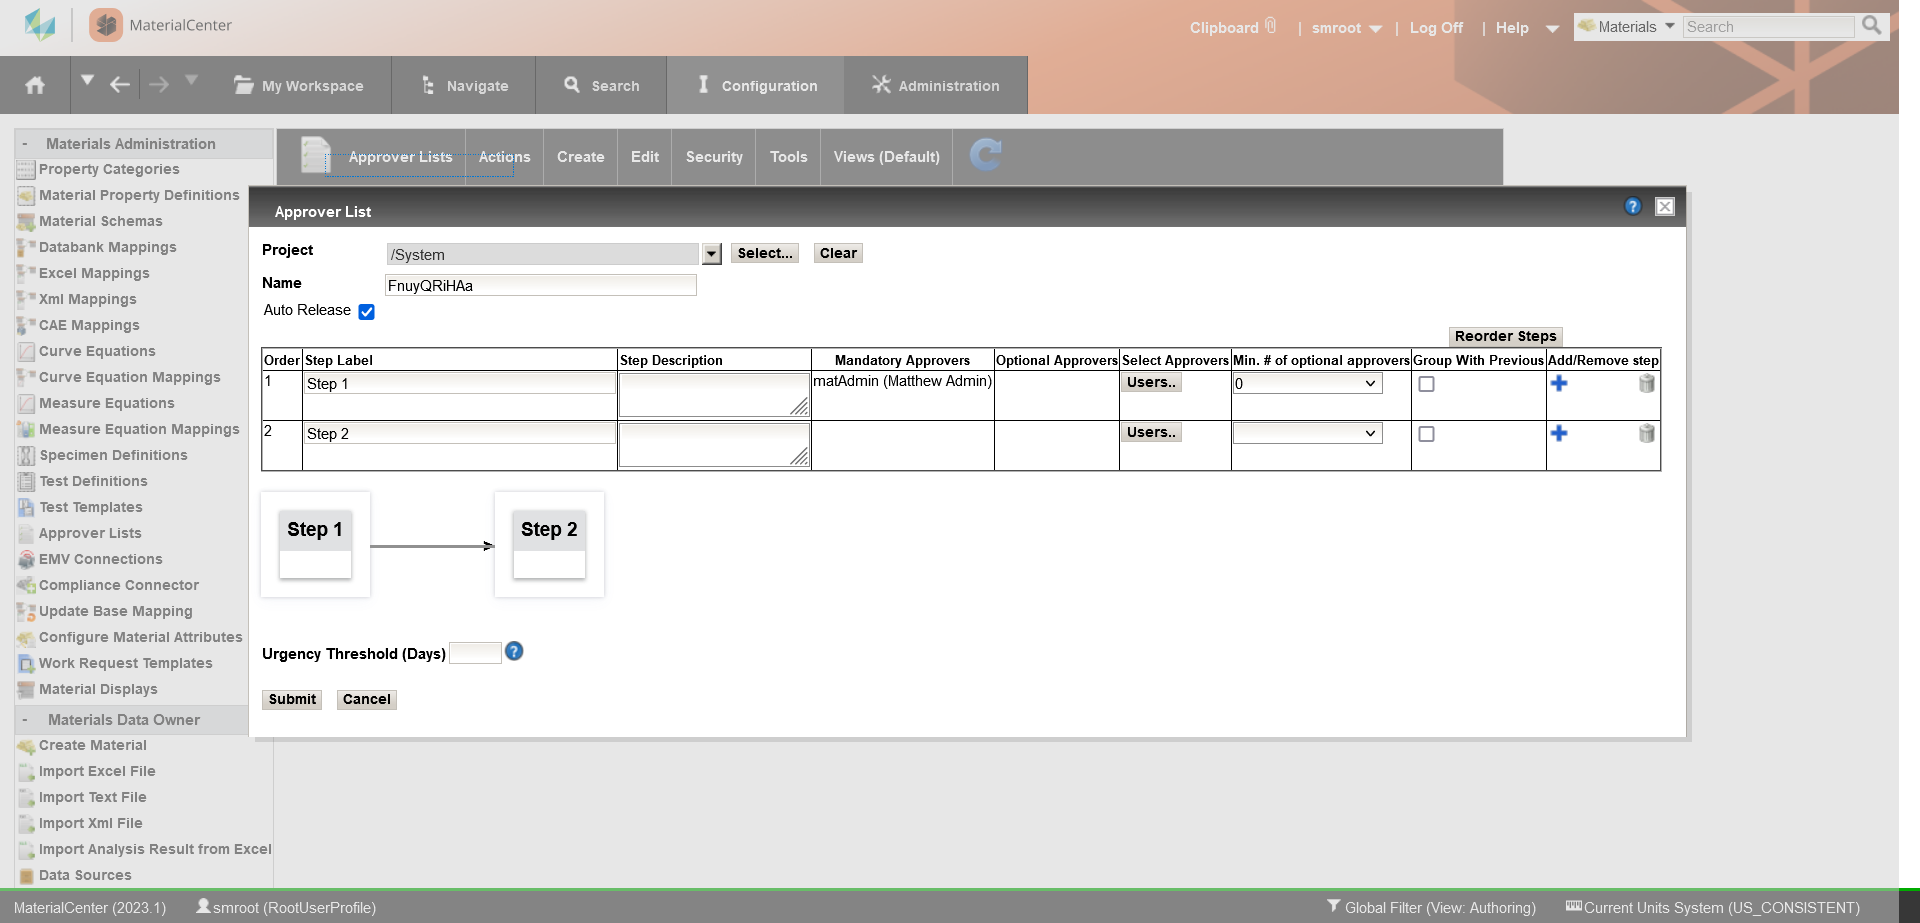 MaterialCenter
Clipboard | smroot | Log Off | Help Materials Search
My Workspace Navigate Search Configuration Administration
- Materials Administration
Property Categories
Material Property Definitions
Material Schemas
Databank Mappings
Excel Mappings
Xml Mappings
CAE Mappings
Curve Equations
Curve Equation Mappings
Measure Equations
Measure Equation Mappings
Specimen Definitions
Test Definitions
Test Templates
Approver Lists
EMV Connections
Compliance Connector
Update Base Mapping
Configure Material Attributes
Work Request Templates
Material Displays
- Materials Data Owner
Create Material
Import Excel File
Import Text File
Import Xml File
Import Analysis Result from Excel
Data Sources
Approver Lists Actions Create Edit Security Tools Views (Default)
Approver List ?
Project /System Select... Clear
Name FnuyQRiHAa
Auto Release
Reorder Steps
Order Step Label Step Description Mandatory Approvers Optional Approvers Select Approvers Min. # of optional approvers Group With Previous Add/Remove step
1 Step 1 matAdmin (Matthew Admin) Users.. 0
2 Step 2 Users..
Step 1 Step 2
Urgency Threshold (Days) ?
Submit Cancel
MaterialCenter (2023.1) smroot (RootUserProfile) Global Filter (View: Authoring) Current Units System (US_CONSISTENT)